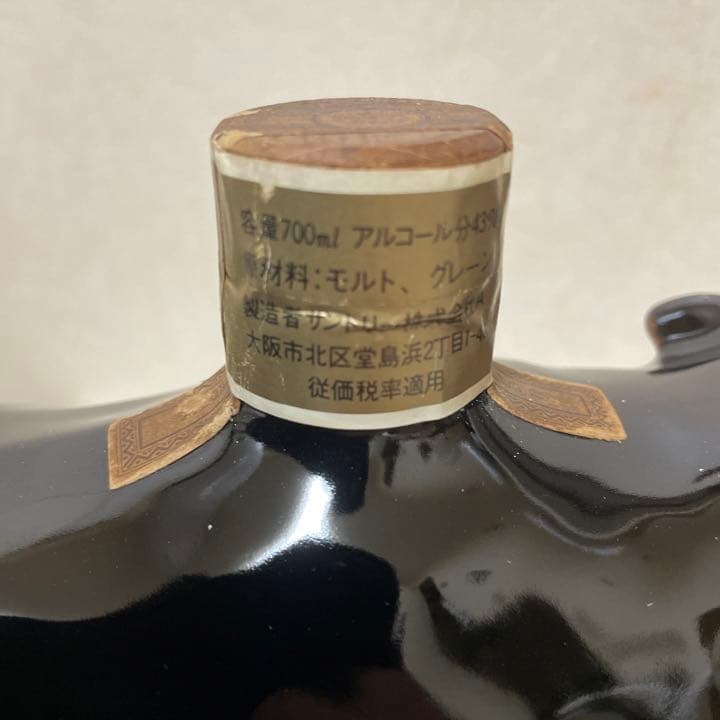 容量700ml アルコール分43%
原材料:モルト、グレーン
製造者サントリー株式会社A
大阪市北区堂島浜2丁目1-4
従価税率適用